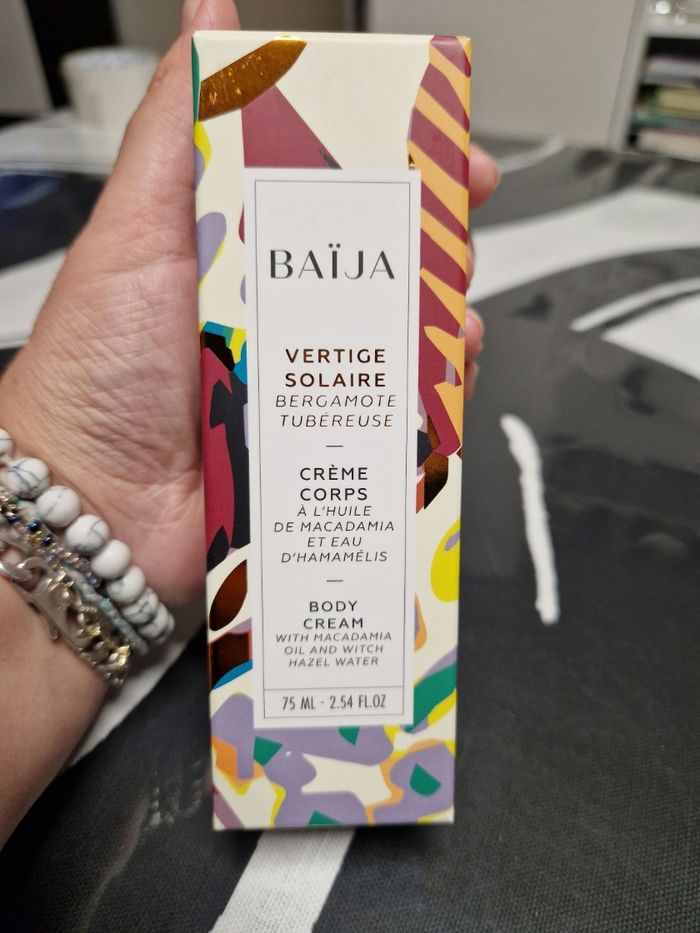 BAÏJA
VERTIGE
SOLAIRE
BERGAMOTE
TUBÉREUSE
—
CRÈME
CORPS
À L'HUILE
DE MACADAMIA
ET EAU
D'HAMAMÉLIS
—
BODY
CREAM
WITH MACADAMIA
OIL AND WITCH
HAZEL WATER
75 ML - 2.54 FL.OZ